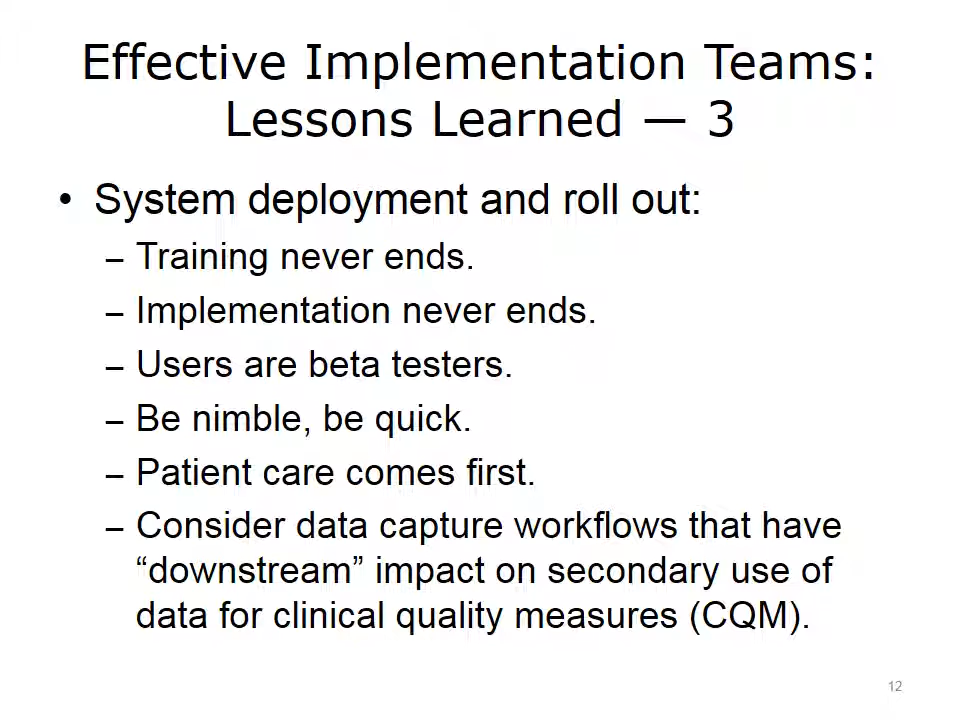 Effective Implementation Teams:
Lessons Learned — 3
• System deployment and roll out:
– Training never ends.
– Implementation never ends.
– Users are beta testers.
– Be nimble, be quick.
– Patient care comes first.
– Consider data capture workflows that have
“downstream” impact on secondary use of
data for clinical quality measures (CQM).
12